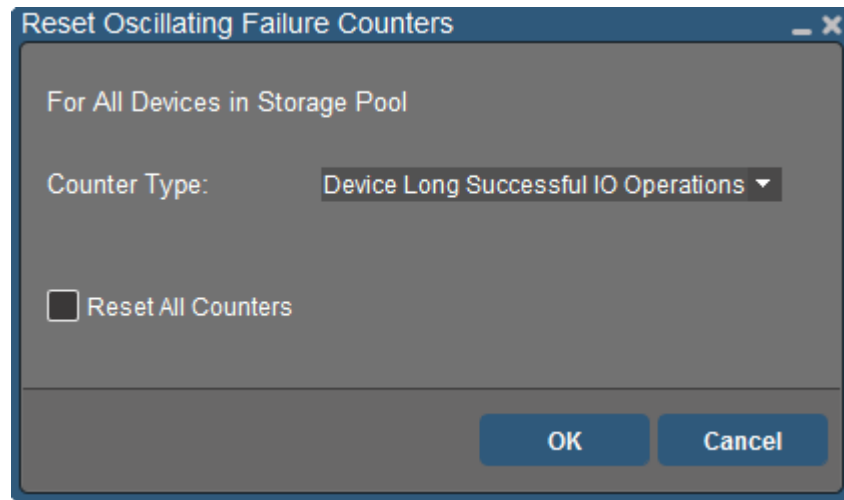 Reset Oscillating Failure Counters
For All Devices in Storage Pool
Counter Type: Device Long Successful IO Operations
Reset All Counters
OK Cancel